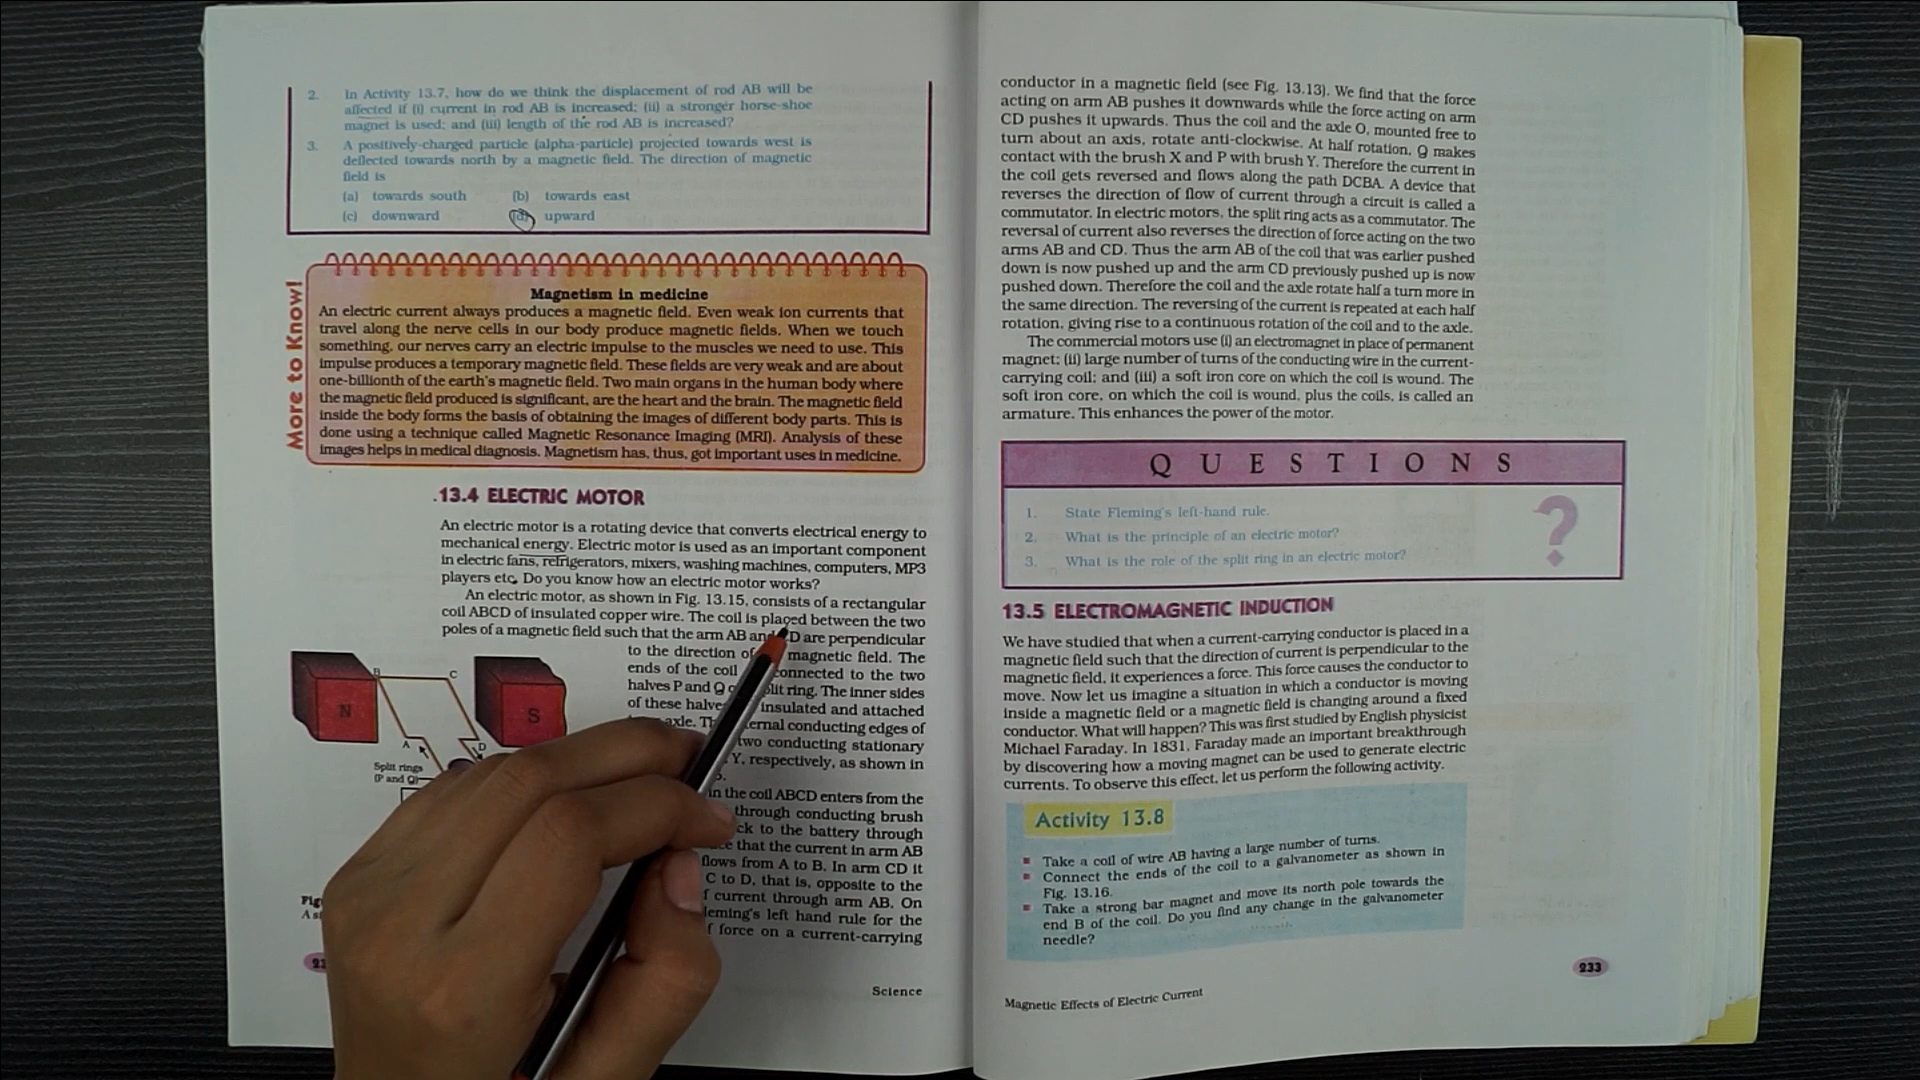 2. In Activity 13.7, how do we think the displacement of rod AB will be
affected if (i) current in rod AB is increased; (ii) a stronger horse-shoe
magnet is used; and (iii) length of the rod AB is increased?
3. A positively-charged particle (alpha-particle) projected towards west is
deflected towards north by a magnetic field. The direction of magnetic
field is
(a) towards south (b) towards east
(c) downward (d) upward
More to Know!
Magnetism in medicine
An electric current always produces a magnetic field. Even weak ion currents that
travel along the nerve cells in our body produce magnetic fields. When we touch
something, our nerves carry an electric impulse to the muscles we need to use. This
impulse produces a temporary magnetic field. These fields are very weak and are about
one-billionth of the earth's magnetic field. Two main organs in the human body where
the magnetic field produced is significant, are the heart and the brain. The magnetic field
inside the body forms the basis of obtaining the images of different body parts. This is
done using a technique called Magnetic Resonance Imaging (MRI). Analysis of these
images helps in medical diagnosis. Magnetism has, thus, got important uses in medicine.
13.4 ELECTRIC MOTOR
An electric motor is a rotating device that converts electrical energy to
mechanical energy. Electric motor is used as an important component
in electric fans, refrigerators, mixers, washing machines, computers, MP3
players etc. Do you know how an electric motor works?
An electric motor, as shown in Fig. 13.15, consists of a rectangular
coil ABCD of insulated copper wire. The coil is placed between the two
poles of a magnetic field such that the arm AB and CD are perpendicular
to the direction of magnetic field. The
ends of the coil connected to the two
halves P and Q split ring. The inner sides
of these halves insulated and attached
axle. The external conducting edges of
two conducting stationary
Y, respectively, as shown in
in the coil ABCD enters from the
through conducting brush
back to the battery through
that the current in arm AB
flows from A to B. In arm CD it
C to D, that is, opposite to the
of current through arm AB. On
Fleming's left hand rule for the
of force on a current-carrying
N
S
B
C
A
D
Split rings
(P and Q)
Science
conductor in a magnetic field (see Fig. 13.13). We find that the force
acting on arm AB pushes it downwards while the force acting on arm
CD pushes it upwards. Thus the coil and the axle O, mounted free to
turn about an axis, rotate anti-clockwise. At half rotation, Q makes
contact with the brush X and P with brush Y. Therefore the current in
the coil gets reversed and flows along the path DCBA. A device that
reverses the direction of flow of current through a circuit is called a
commutator. In electric motors, the split ring acts as a commutator. The
reversal of current also reverses the direction of force acting on the two
arms AB and CD. Thus the arm AB of the coil that was earlier pushed
down is now pushed up and the arm CD previously pushed up is now
pushed down. Therefore the coil and the axle rotate half a turn more in
the same direction. The reversing of the current is repeated at each half
rotation, giving rise to a continuous rotation of the coil and to the axle.
The commercial motors use (i) an electromagnet in place of permanent
magnet; (ii) large number of turns of the conducting wire in the current-
carrying coil; and (iii) a soft iron core on which the coil is wound. The
soft iron core, on which the coil is wound, plus the coils, is called an
armature. This enhances the power of the motor.
QUESTIONS
1. State Fleming's left-hand rule.
2. What is the principle of an electric motor?
3. What is the role of the split ring in an electric motor?
?
13.5 ELECTROMAGNETIC INDUCTION
We have studied that when a current-carrying conductor is placed in a
magnetic field such that the direction of current is perpendicular to the
magnetic field, it experiences a force. This force causes the conductor to
move. Now let us imagine a situation in which a conductor is moving
inside a magnetic field or a magnetic field is changing around a fixed
conductor. What will happen? This was first studied by English physicist
Michael Faraday. In 1831, Faraday made an important breakthrough
by discovering how a moving magnet can be used to generate electric
currents. To observe this effect, let us perform the following activity.
Activity 13.8
Take a coil of wire AB having a large number of turns.
Connect the ends of the coil to a galvanometer as shown in
Fig. 13.16.
Take a strong bar magnet and move its north pole towards the
end B of the coil. Do you find any change in the galvanometer
needle?
Magnetic Effects of Electric Current
233